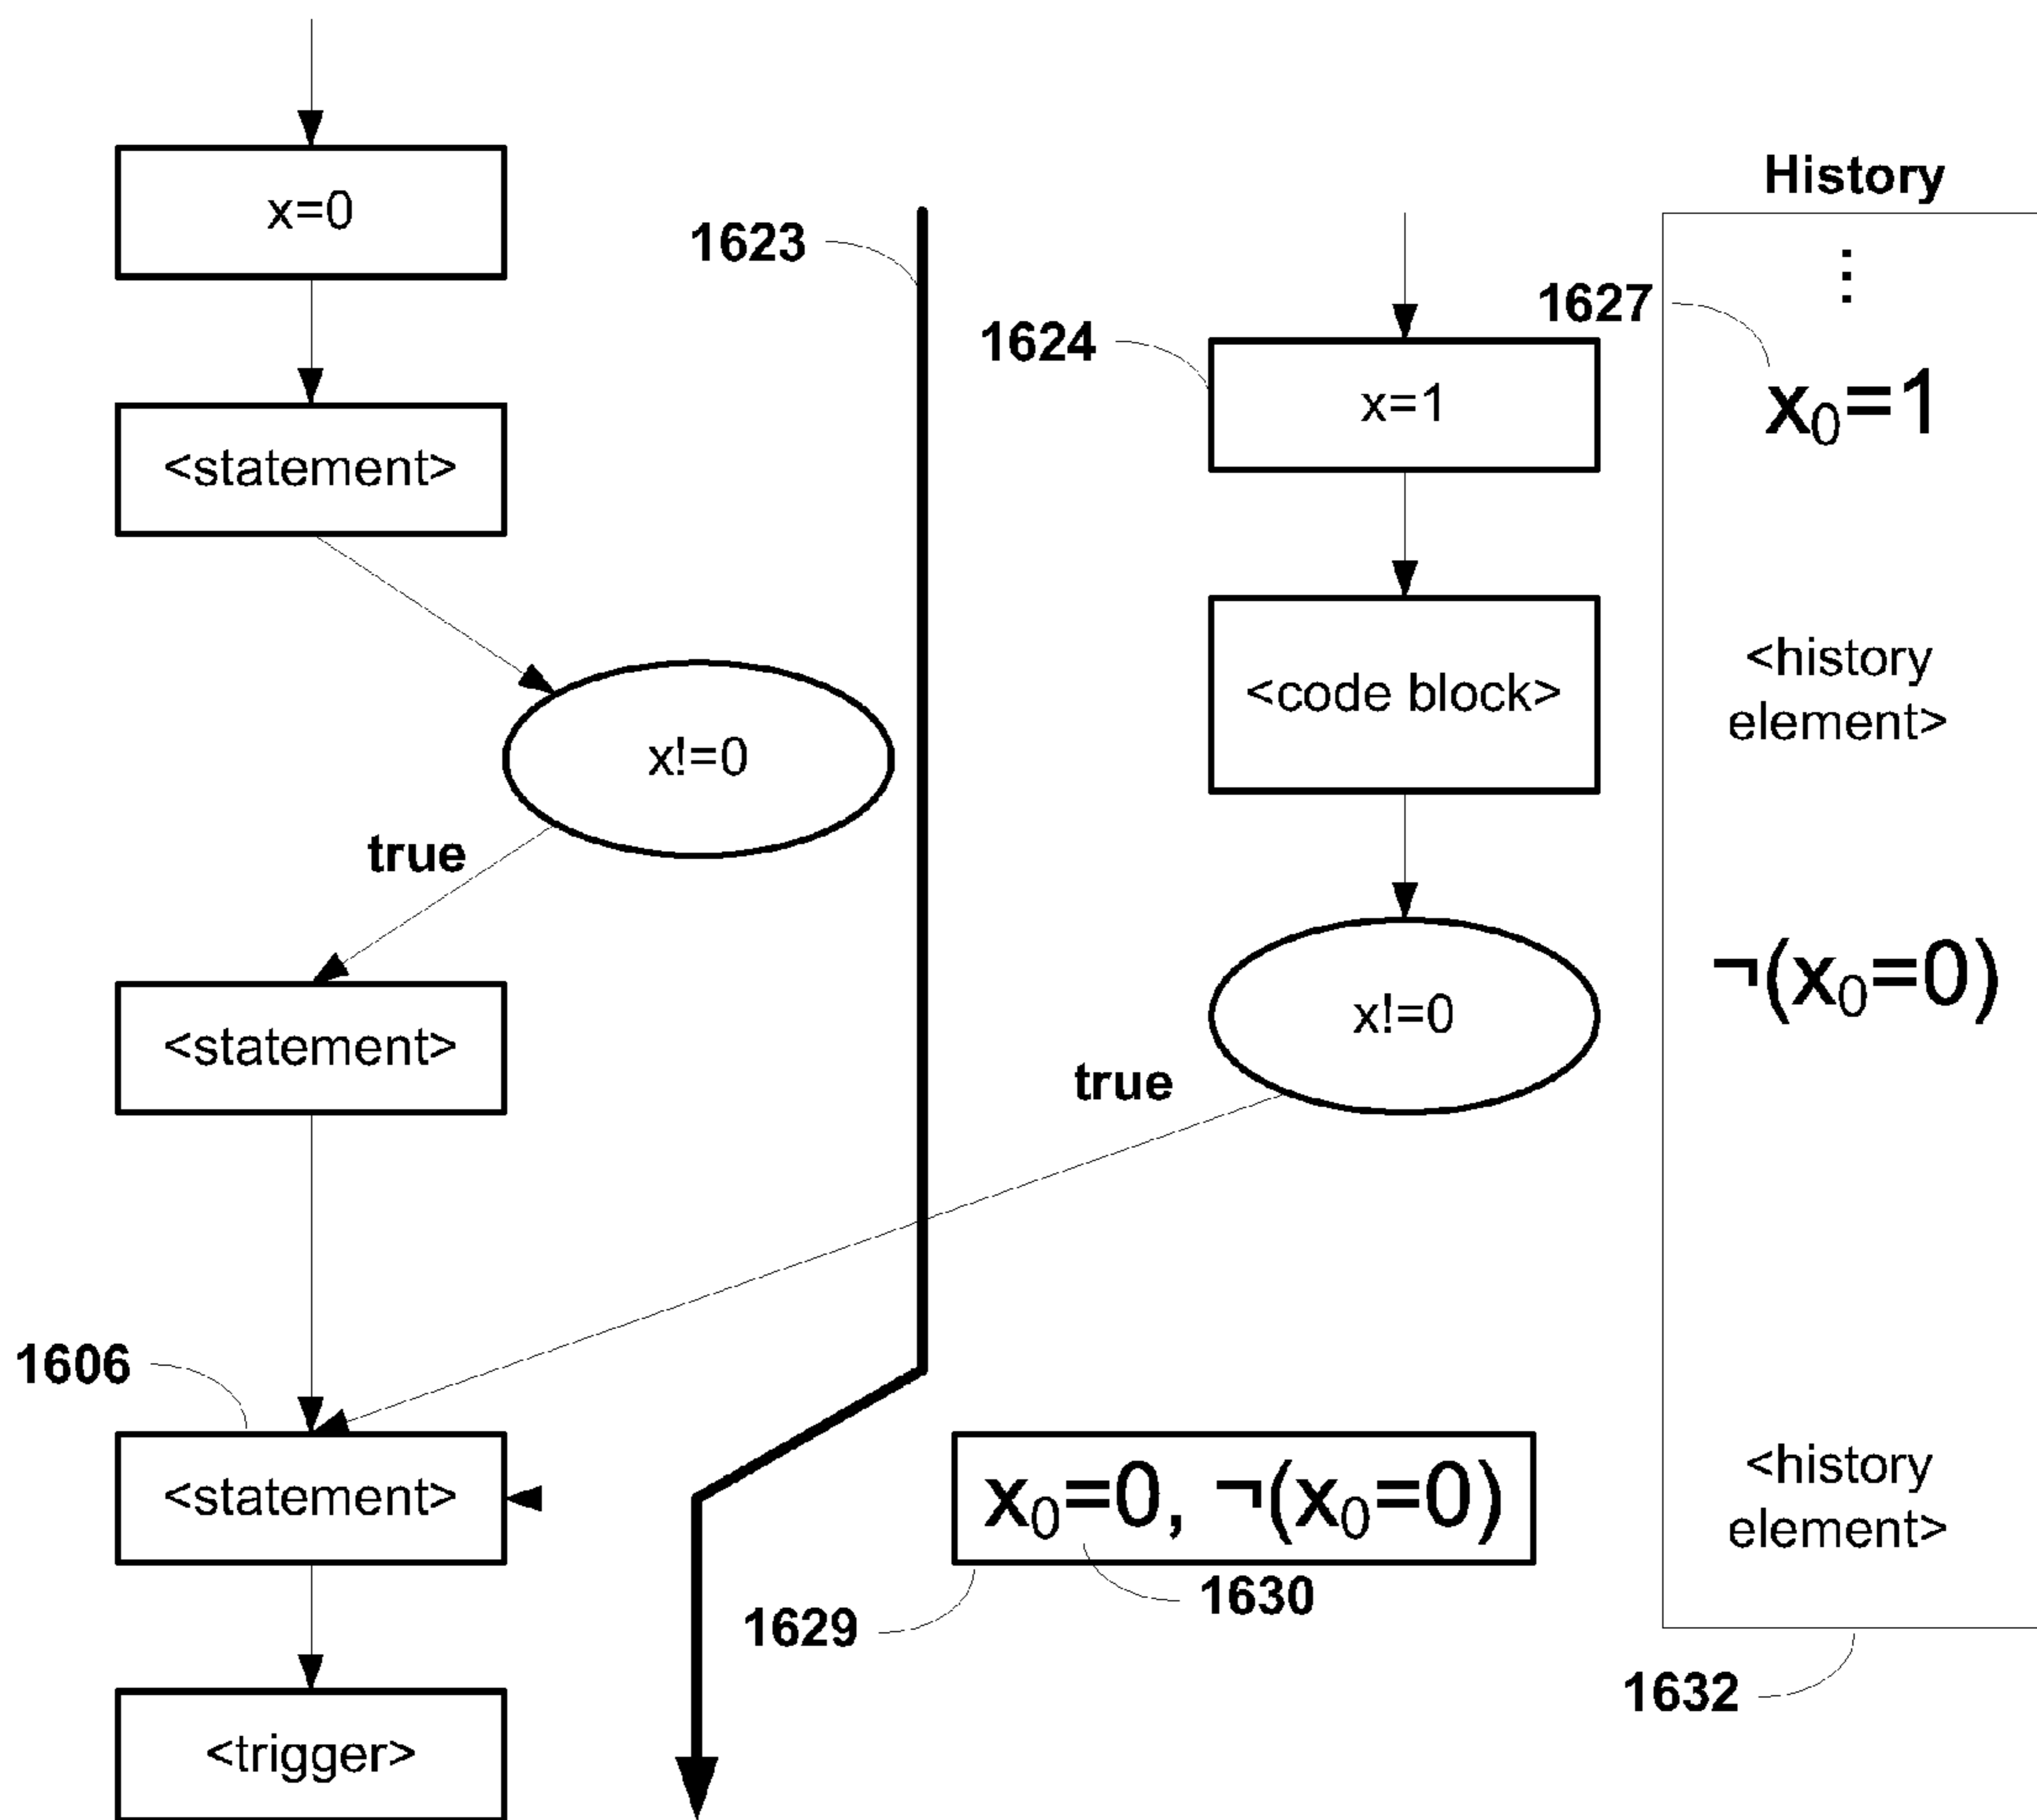 x=0
<statement>
x!=0
true
<statement>
1606
<statement>
<trigger>
1623
1624
x=1
<code block>
x!=0
true
x₀=0, ¬(x₀=0)
1630
1629
History
⋮
1627
x₀=1
<history
element>
¬(x₀=0)
<history
element>
1632